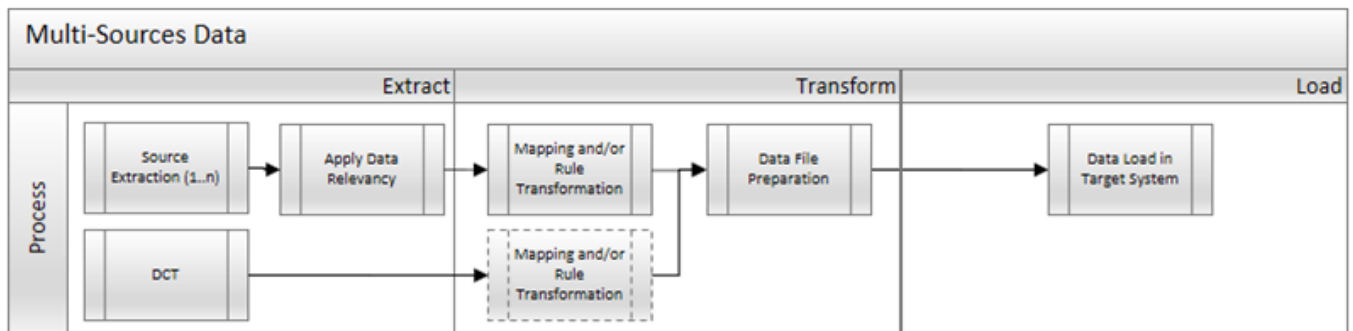 Multi-Sources Data
Extract
Transform
Load
Process
Source
Extraction (1..n)
Apply Data
Relevancy
Mapping and/or
Rule
Transformation
Data File
Preparation
Data Load in
Target System
DCT
Mapping and/or
Rule
Transformation